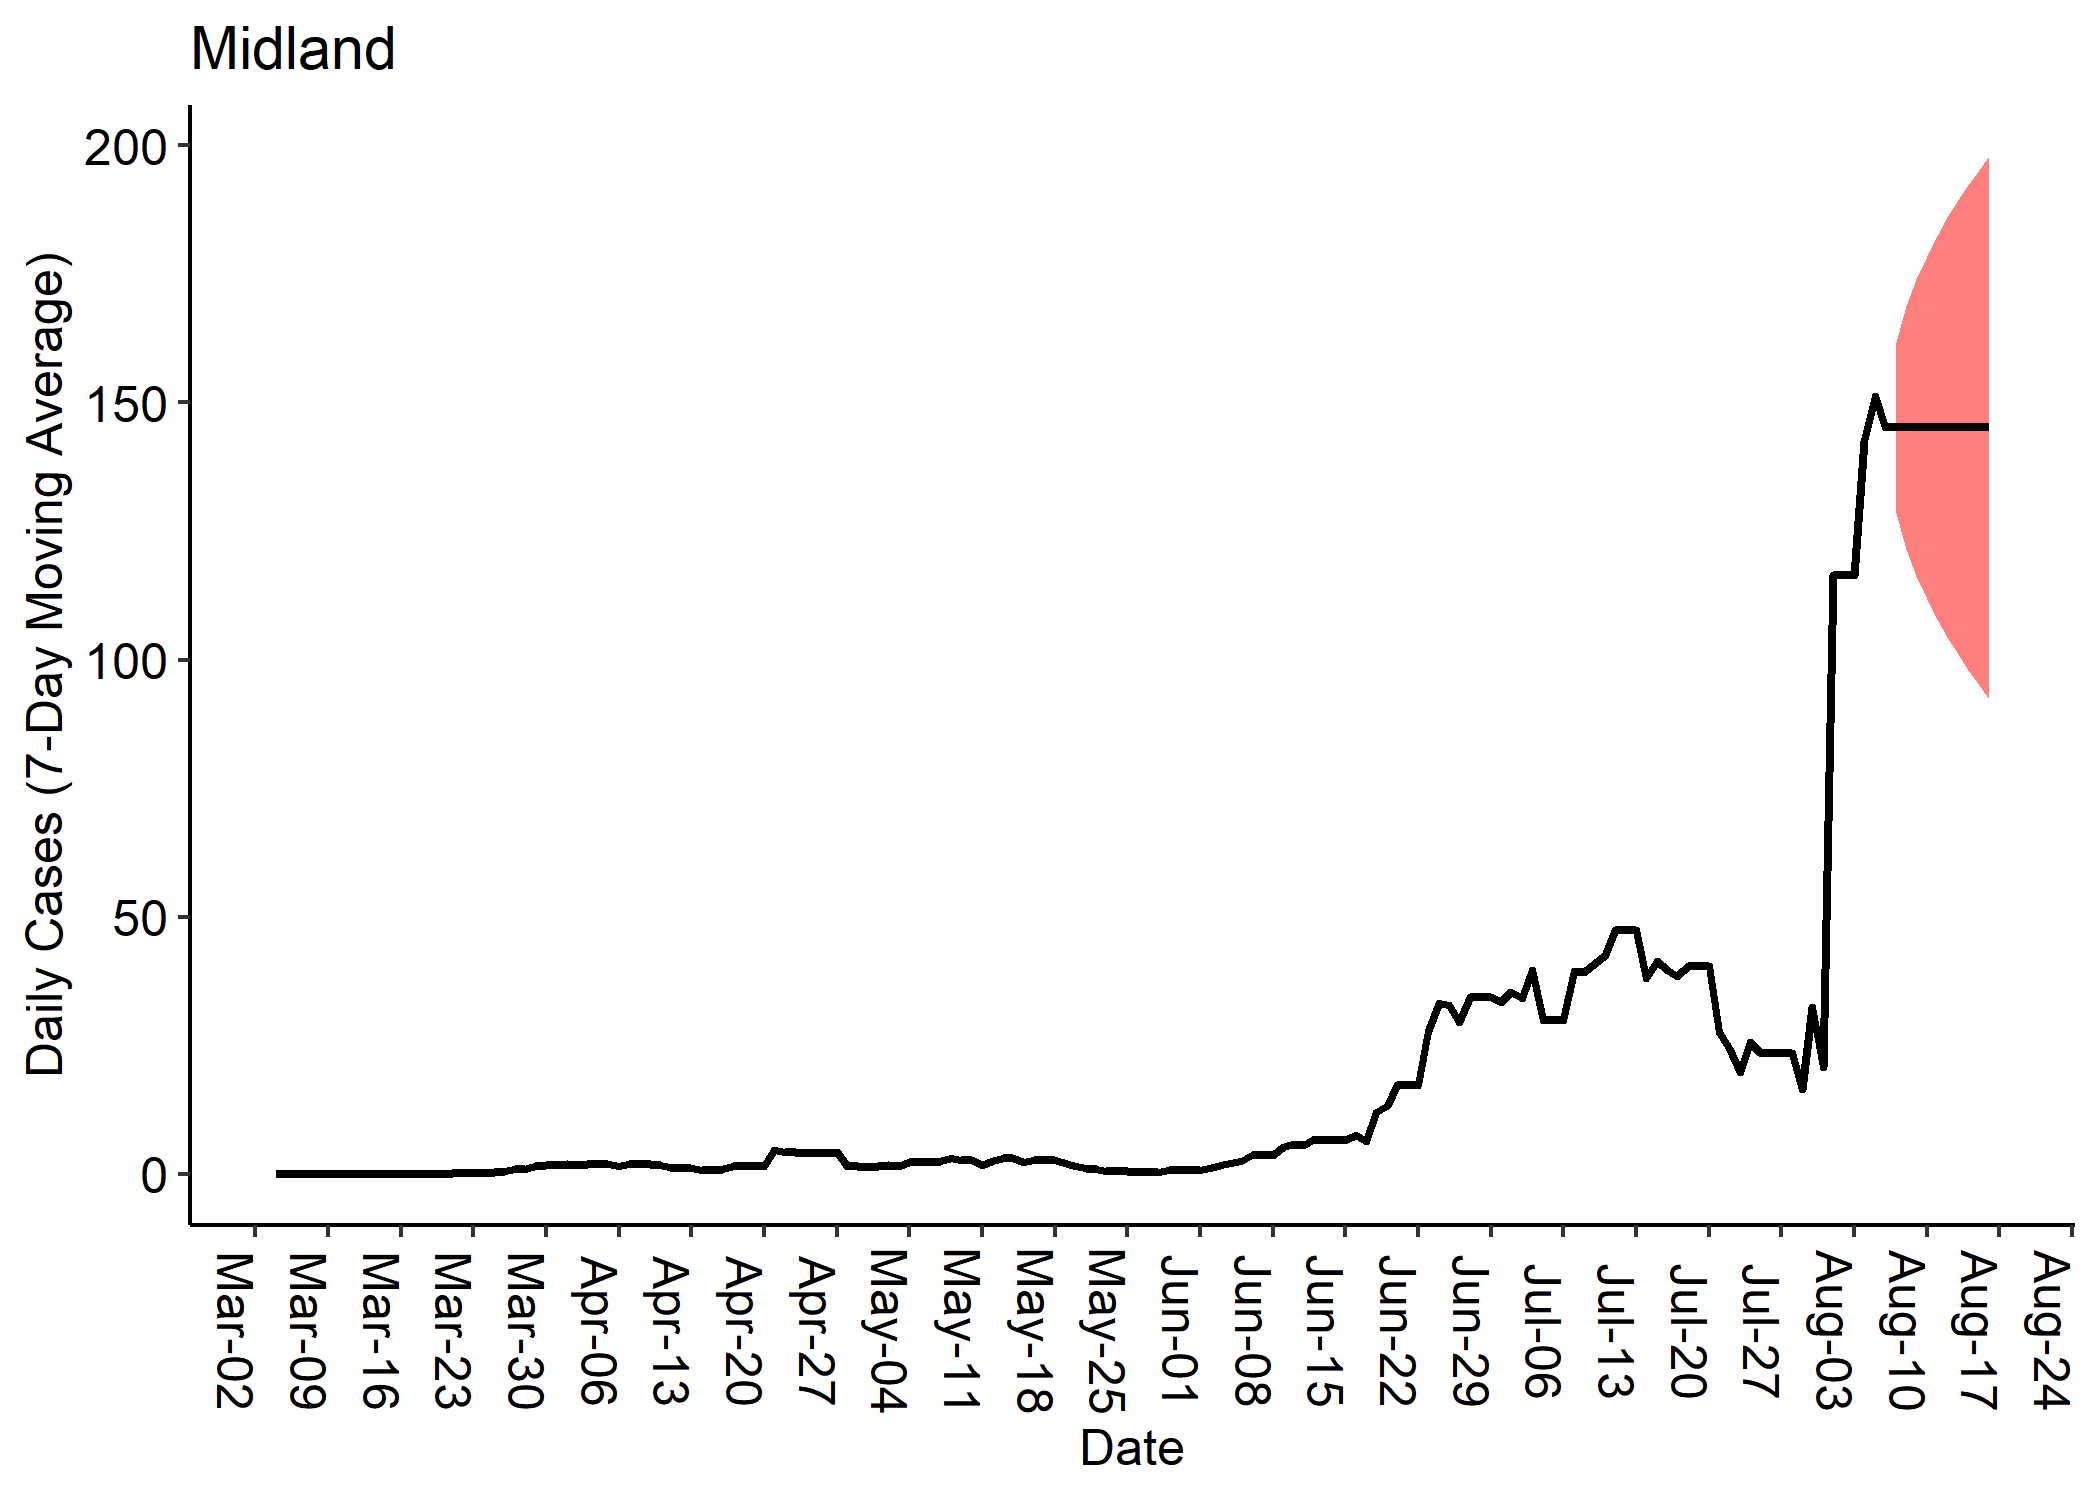 Midland
Daily Cases (7-Day Moving Average)
200
150
100
50
0
Mar-02
Mar-09
Mar-16
Mar-23
Mar-30
Apr-06
Apr-13
Apr-20
Apr-27
May-04
May-11
May-18
May-25
Jun-01
Jun-08
Jun-15
Jun-22
Jun-29
Jul-06
Jul-13
Jul-20
Jul-27
Aug-03
Aug-10
Aug-17
Aug-24
Date